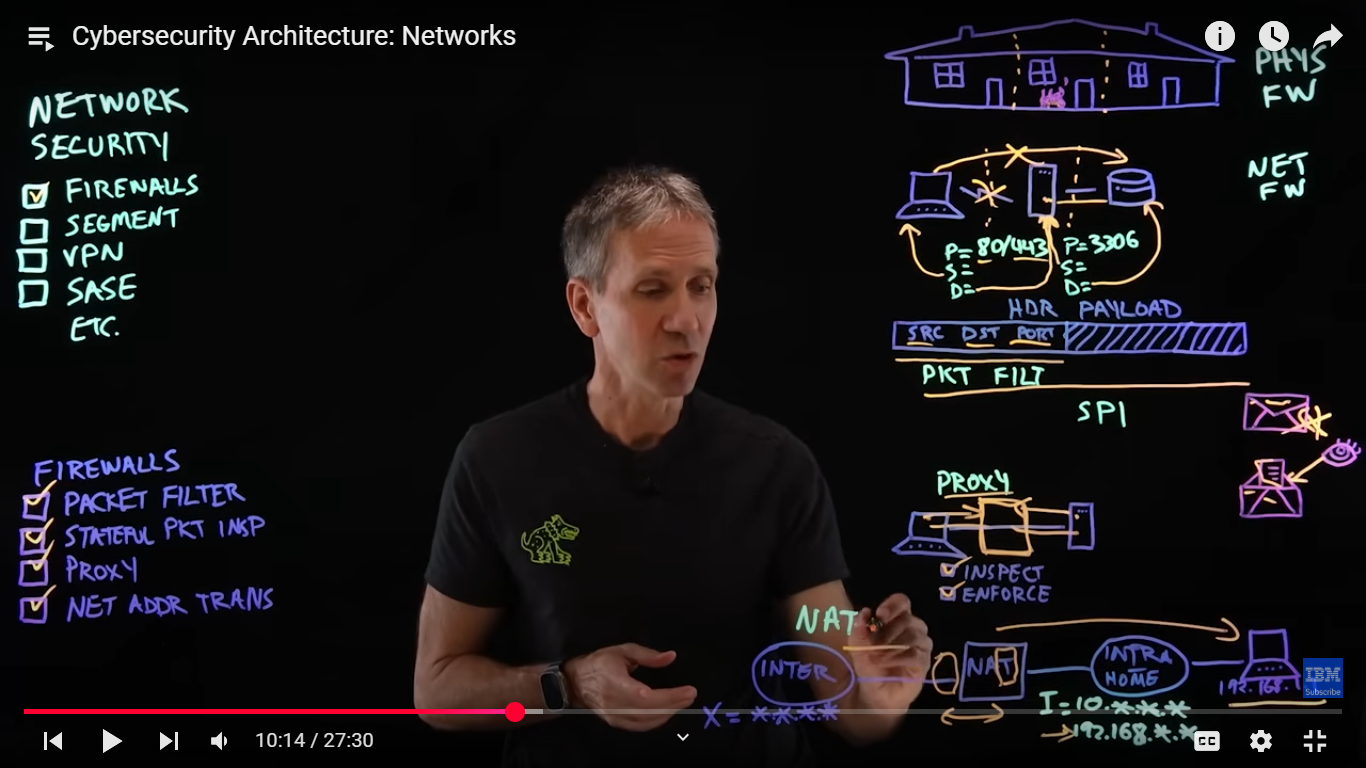 Cybersecurity Architecture: Networks
NETWORK
SECURITY
FIREWALLS
SEGMENT
VPN
SASE
ETC.
FIREWALLS
PACKET FILTER
STATEFUL PKT INSP
PROXY
NET ADDR TRANS
PHYS
FW
NET
FW
P= 80/443
S=
D=
P= 3306
S=
D=
HDR PAYLOAD
SRC DST PORT
PKT FILT
SPI
PROXY
INSPECT
ENFORCE
NAT
INTER
NAT
INTRA
HOME
192.168.
X = *.*.*.*
I = 10.*.*.*
192.168.*.*
IBM
Subscribe
10:14 / 27:30
CC